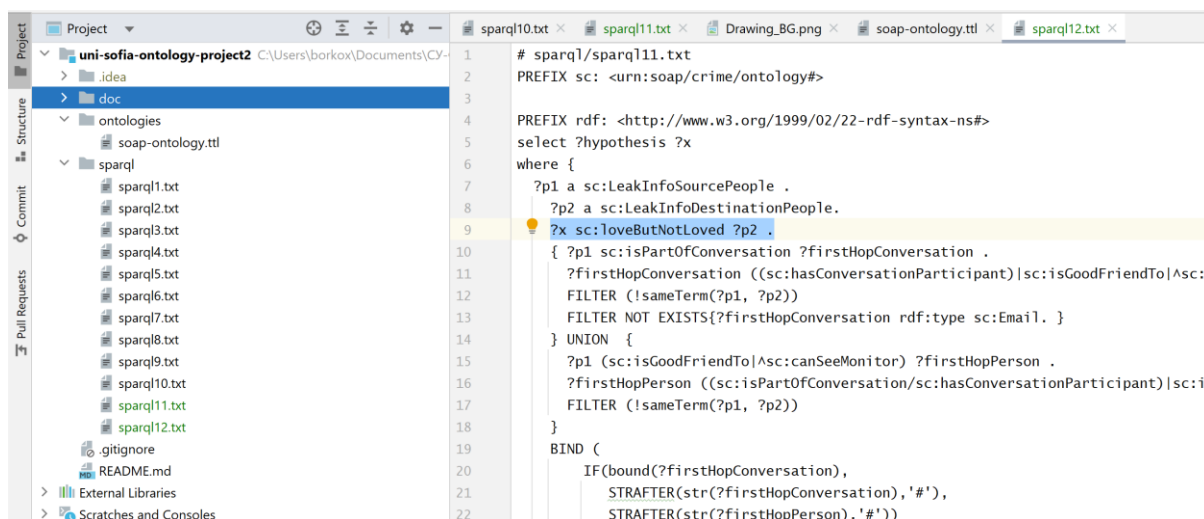 Project
sparql10.txt
sparql11.txt
Drawing_BG.png
soap-ontology.ttl
sparql12.txt
Project
Structure
Commit
Pull Requests
uni-sofia-ontology-project2 C:\Users\borkox\Documents\СУ-
.idea
doc
ontologies
soap-ontology.ttl
sparql
sparql1.txt
sparql2.txt
sparql3.txt
sparql4.txt
sparql5.txt
sparql6.txt
sparql7.txt
sparql8.txt
sparql9.txt
sparql10.txt
sparql11.txt
sparql12.txt
.gitignore
README.md
External Libraries
Scratches and Consoles
1 # sparql/sparql11.txt
2 PREFIX sc: <urn:soap/crime/ontology#>
3
4 PREFIX rdf: <http://www.w3.org/1999/02/22-rdf-syntax-ns#>
5 select ?hypothesis ?x
6 where {
7 ?p1 a sc:LeakInfoSourcePeople .
8 ?p2 a sc:LeakInfoDestinationPeople.
9 ?x sc:loveButNotLoved ?p2 .
10 { ?p1 sc:isPartOfConversation ?firstHopConversation .
11 ?firstHopConversation ((sc:hasConversationParticipant)|sc:isGoodFriendTo|^sc:
12 FILTER (!sameTerm(?p1, ?p2))
13 FILTER NOT EXISTS{?firstHopConversation rdf:type sc:Email. }
14 } UNION {
15 ?p1 (sc:isGoodFriendTo|^sc:canSeeMonitor) ?firstHopPerson .
16 ?firstHopPerson ((sc:isPartOfConversation/sc:hasConversationParticipant)|sc:i
17 FILTER (!sameTerm(?p1, ?p2))
18 }
19 BIND (
20 IF(bound(?firstHopConversation),
21 STRAFTER(str(?firstHopConversation),'#'),
22 STRAFTER(str(?firstHopPerson),'#'))